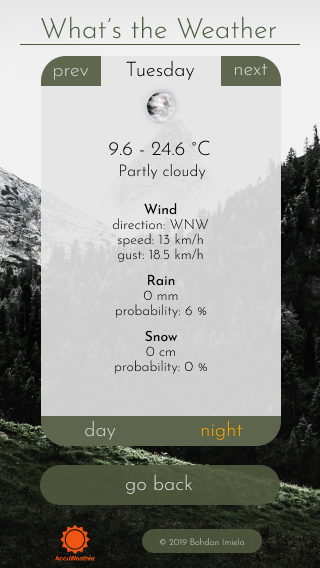 What's the Weather
prev
Tuesday
next
9.6 - 24.6 °C
Partly cloudy
Wind
direction: WNW
speed: 13 km/h
gust: 18.5 km/h
Rain
0 mm
probability: 6 %
Snow
0 cm
probability: 0 %
day
night
go back
AccuWeather
© 2019 Bohdan Imiela